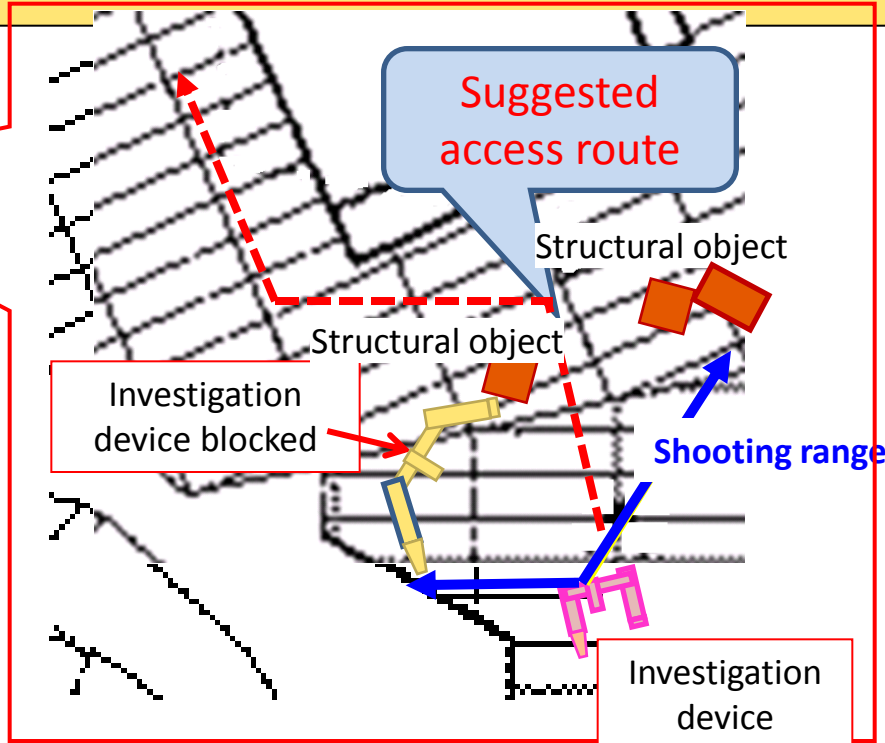 Suggested
access route
Structural object
Structural object
Investigation
device blocked
Shooting range
Investigation
device